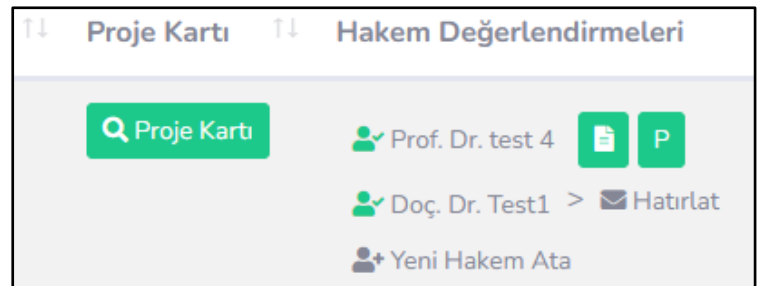 Proje Kartı Hakem Değerlendirmeleri
Proje Kartı
Prof. Dr. test 4 P
Doç. Dr. Test1 > Hatırlat
Yeni Hakem Ata